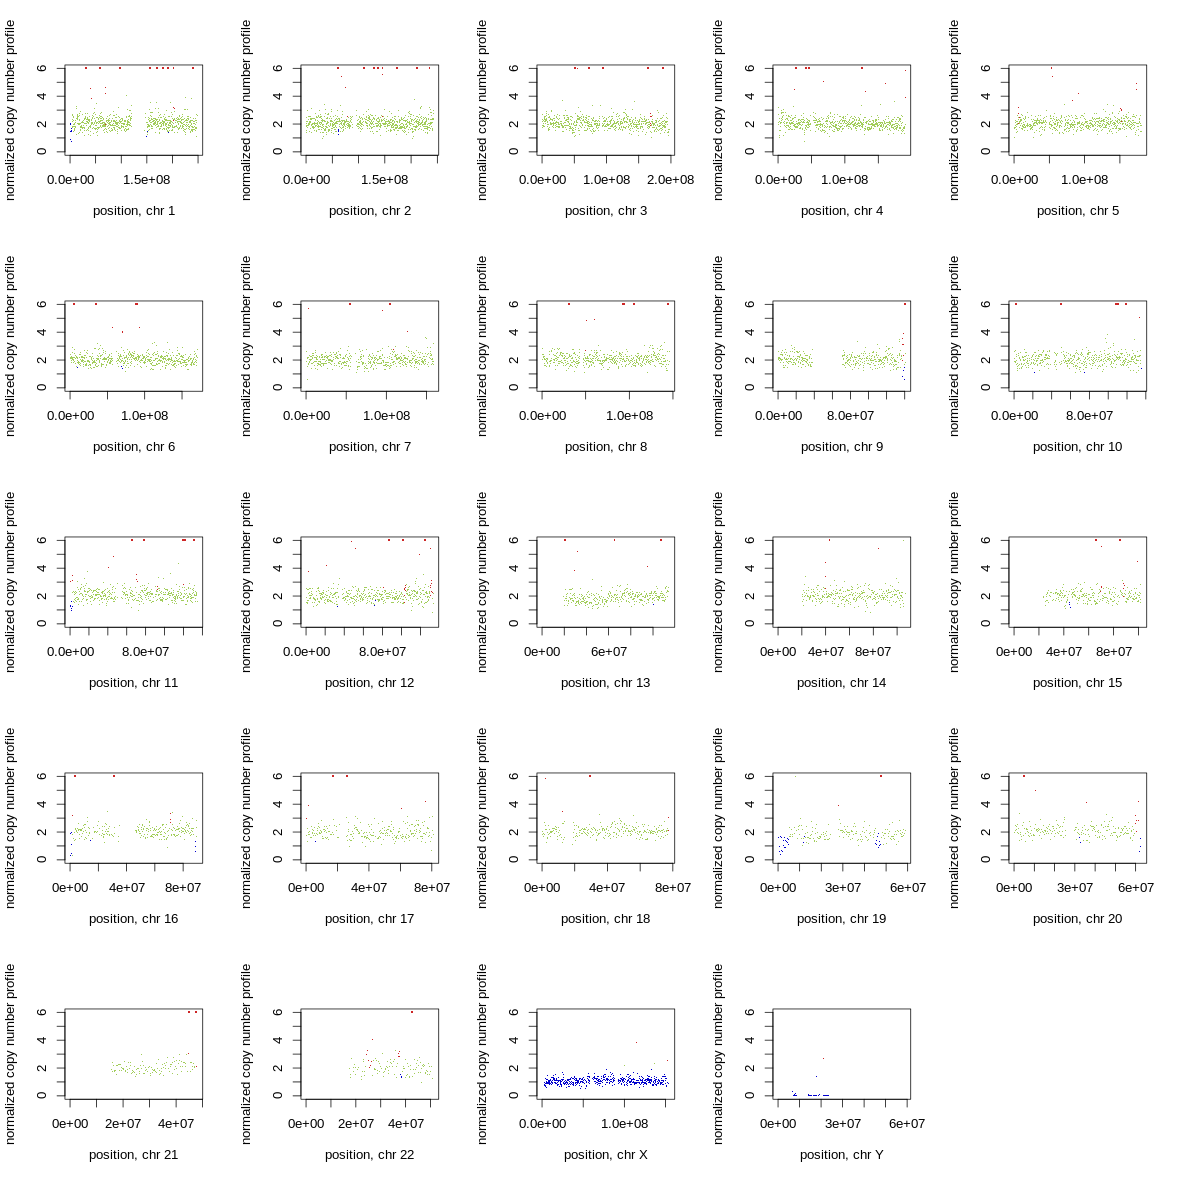 normalized copy number profile
0 2 4 6
0.0e+00 1.5e+08
position, chr 1
normalized copy number profile
0 2 4 6
0.0e+00 1.5e+08
position, chr 2
normalized copy number profile
0 2 4 6
0.0e+00 1.0e+08 2.0e+08
position, chr 3
normalized copy number profile
0 2 4 6
0.0e+00 1.0e+08
position, chr 4
normalized copy number profile
0 2 4 6
0.0e+00 1.0e+08
position, chr 5
normalized copy number profile
0 2 4 6
0.0e+00 1.0e+08
position, chr 6
normalized copy number profile
0 2 4 6
0.0e+00 1.0e+08
position, chr 7
normalized copy number profile
0 2 4 6
0.0e+00 1.0e+08
position, chr 8
normalized copy number profile
0 2 4 6
0.0e+00 8.0e+07
position, chr 9
normalized copy number profile
0 2 4 6
0.0e+00 8.0e+07
position, chr 10
normalized copy number profile
0 2 4 6
0.0e+00 8.0e+07
position, chr 11
normalized copy number profile
0 2 4 6
0.0e+00 8.0e+07
position, chr 12
normalized copy number profile
0 2 4 6
0e+00 6e+07
position, chr 13
normalized copy number profile
0 2 4 6
0e+00 4e+07 8e+07
position, chr 14
normalized copy number profile
0 2 4 6
0e+00 4e+07 8e+07
position, chr 15
normalized copy number profile
0 2 4 6
0e+00 4e+07 8e+07
position, chr 16
normalized copy number profile
0 2 4 6
0e+00 4e+07 8e+07
position, chr 17
normalized copy number profile
0 2 4 6
0e+00 4e+07 8e+07
position, chr 18
normalized copy number profile
0 2 4 6
0e+00 3e+07 6e+07
position, chr 19
normalized copy number profile
0 2 4 6
0e+00 3e+07 6e+07
position, chr 20
normalized copy number profile
0 2 4 6
0e+00 2e+07 4e+07
position, chr 21
normalized copy number profile
0 2 4 6
0e+00 2e+07 4e+07
position, chr 22
normalized copy number profile
0 2 4 6
0.0e+00 1.0e+08
position, chr X
normalized copy number profile
0 2 4 6
0e+00 3e+07 6e+07
position, chr Y